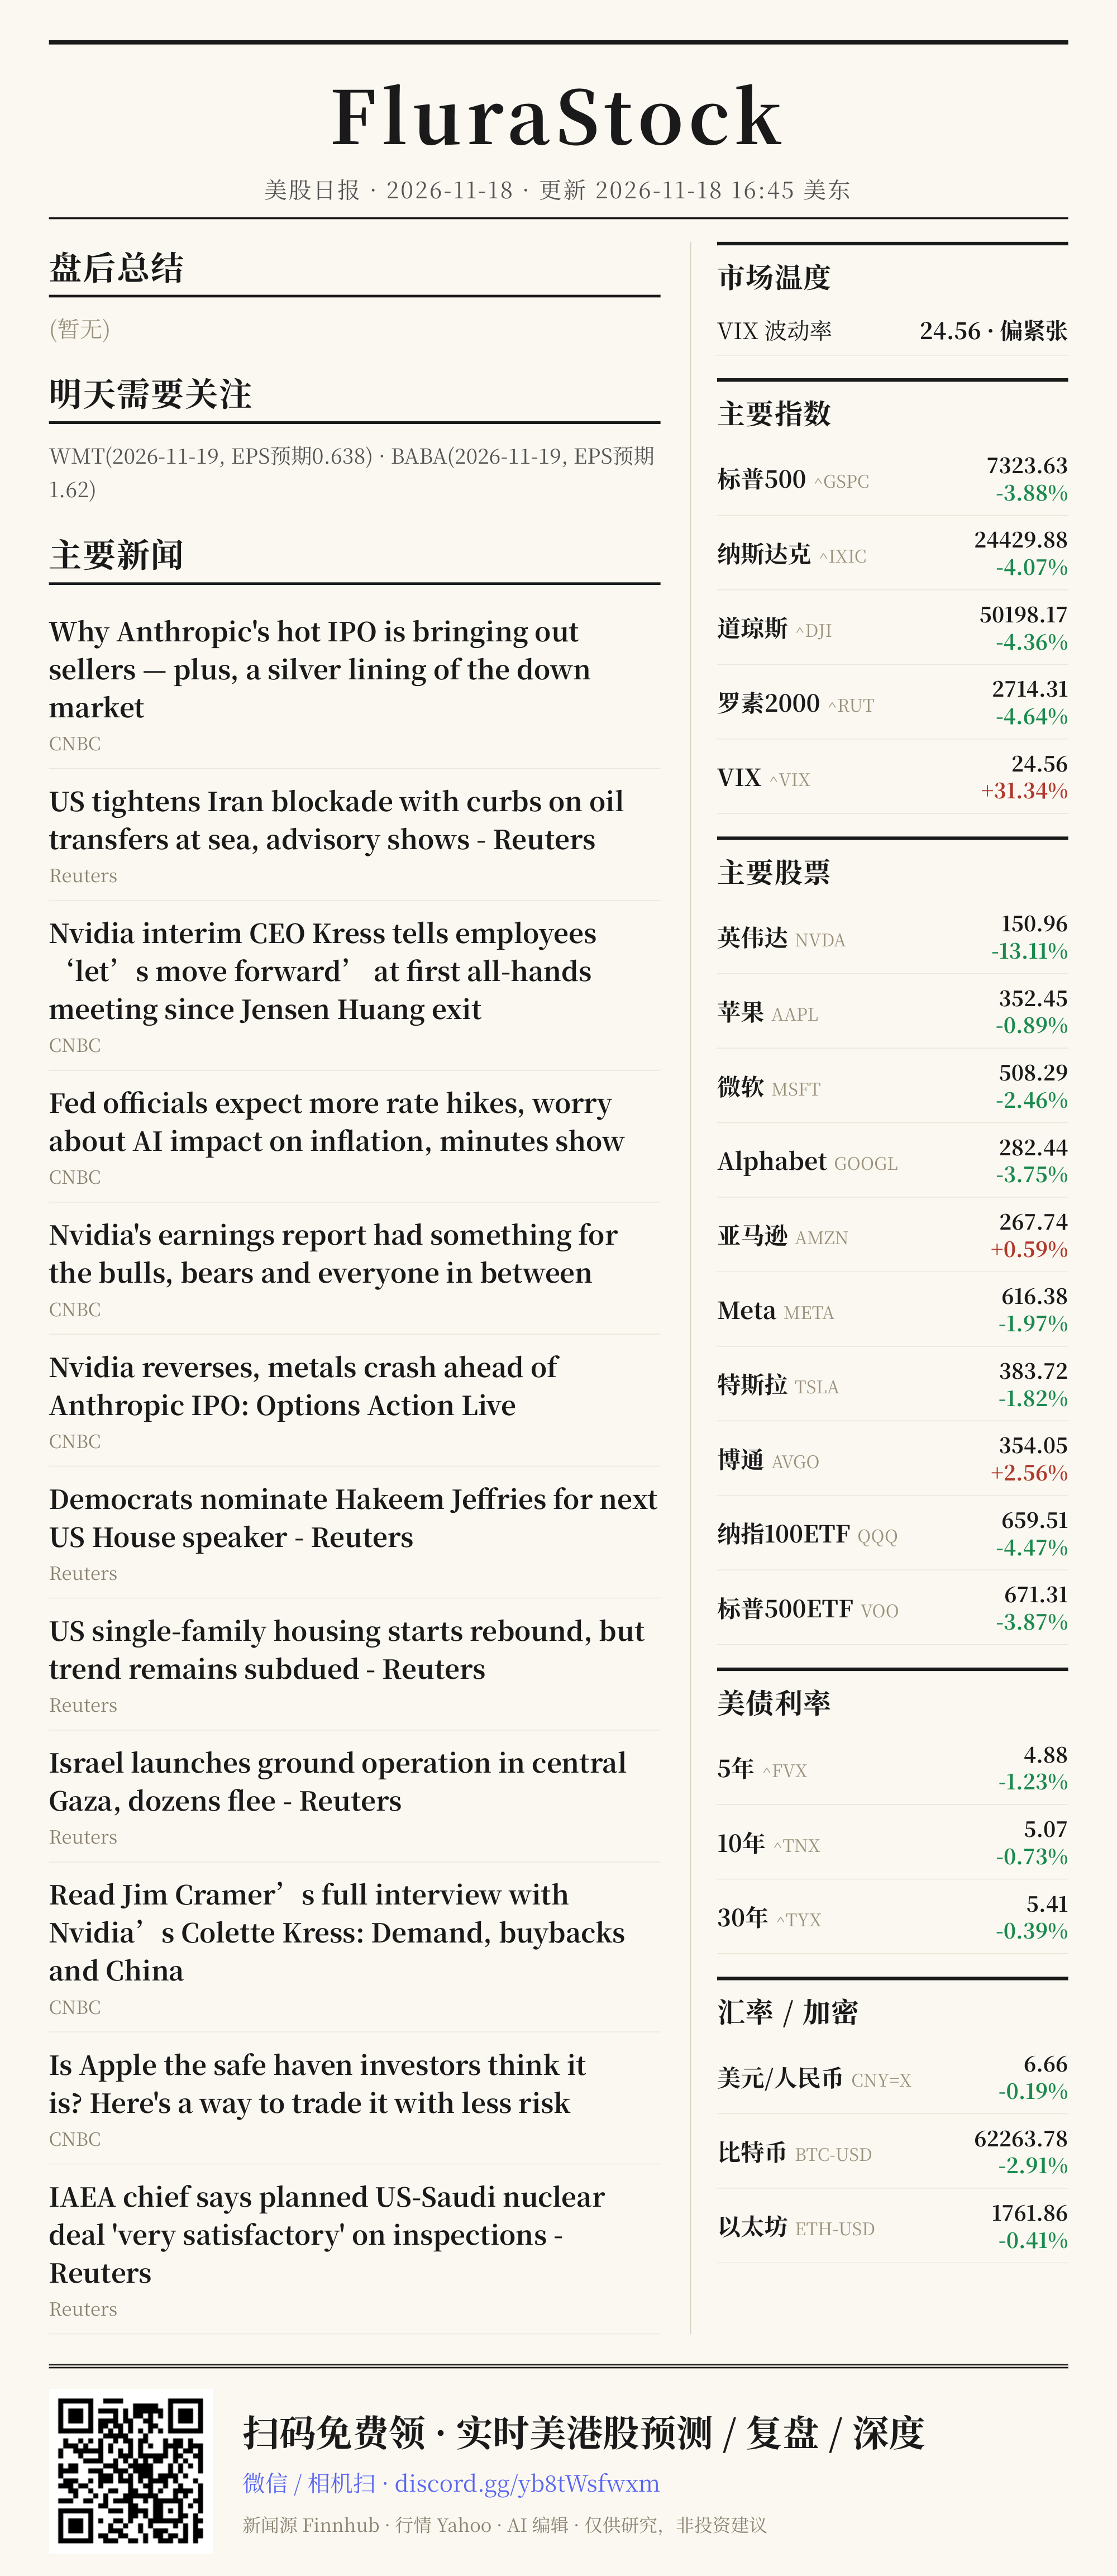 FluraStock
美股日报 · 2026-11-18 · 更新 2026-11-18 16:45 美东
盘后总结
(暂无)
明天需要关注
WMT(2026-11-19, EPS预期0.638) · BABA(2026-11-19, EPS预期
1.62)
主要新闻
Why Anthropic's hot IPO is bringing out
sellers — plus, a silver lining of the down
market
CNBC
US tightens Iran blockade with curbs on oil
transfers at sea, advisory shows - Reuters
Reuters
Nvidia interim CEO Kress tells employees
‘let’s move forward’ at first all-hands
meeting since Jensen Huang exit
CNBC
Fed officials expect more rate hikes, worry
about AI impact on inflation, minutes show
CNBC
Nvidia's earnings report had something for
the bulls, bears and everyone in between
CNBC
Nvidia reverses, metals crash ahead of
Anthropic IPO: Options Action Live
CNBC
Democrats nominate Hakeem Jeffries for next
US House speaker - Reuters
Reuters
US single-family housing starts rebound, but
trend remains subdued - Reuters
Reuters
Israel launches ground operation in central
Gaza, dozens flee - Reuters
Reuters
Read Jim Cramer’s full interview with
Nvidia’s Colette Kress: Demand, buybacks
and China
CNBC
Is Apple the safe haven investors think it
is? Here's a way to trade it with less risk
CNBC
IAEA chief says planned US-Saudi nuclear
deal 'very satisfactory' on inspections -
Reuters
Reuters
市场温度
VIX 波动率 24.56 · 偏紧张
主要指数
标普500 ^GSPC 7323.63
-3.88%
纳斯达克 ^IXIC 24429.88
-4.07%
道琼斯 ^DJI 50198.17
-4.36%
罗素2000 ^RUT 2714.31
-4.64%
VIX ^VIX 24.56
+31.34%
主要股票
英伟达 NVDA 150.96
-13.11%
苹果 AAPL 352.45
-0.89%
微软 MSFT 508.29
-2.46%
Alphabet GOOGL 282.44
-3.75%
亚马逊 AMZN 267.74
+0.59%
Meta META 616.38
-1.97%
特斯拉 TSLA 383.72
-1.82%
博通 AVGO 354.05
+2.56%
纳指100ETF QQQ 659.51
-4.47%
标普500ETF VOO 671.31
-3.87%
美债利率
5年 ^FVX 4.88
-1.23%
10年 ^TNX 5.07
-0.73%
30年 ^TYX 5.41
-0.39%
汇率 / 加密
美元/人民币 CNY=X 6.66
-0.19%
比特币 BTC-USD 62263.78
-2.91%
以太坊 ETH-USD 1761.86
-0.41%
扫码免费领 · 实时美港股预测 / 复盘 / 深度
微信 / 相机扫 · discord.gg/yb8tWsfwxm
新闻源 Finnhub · 行情 Yahoo · AI 编辑 · 仅供研究，非投资建议